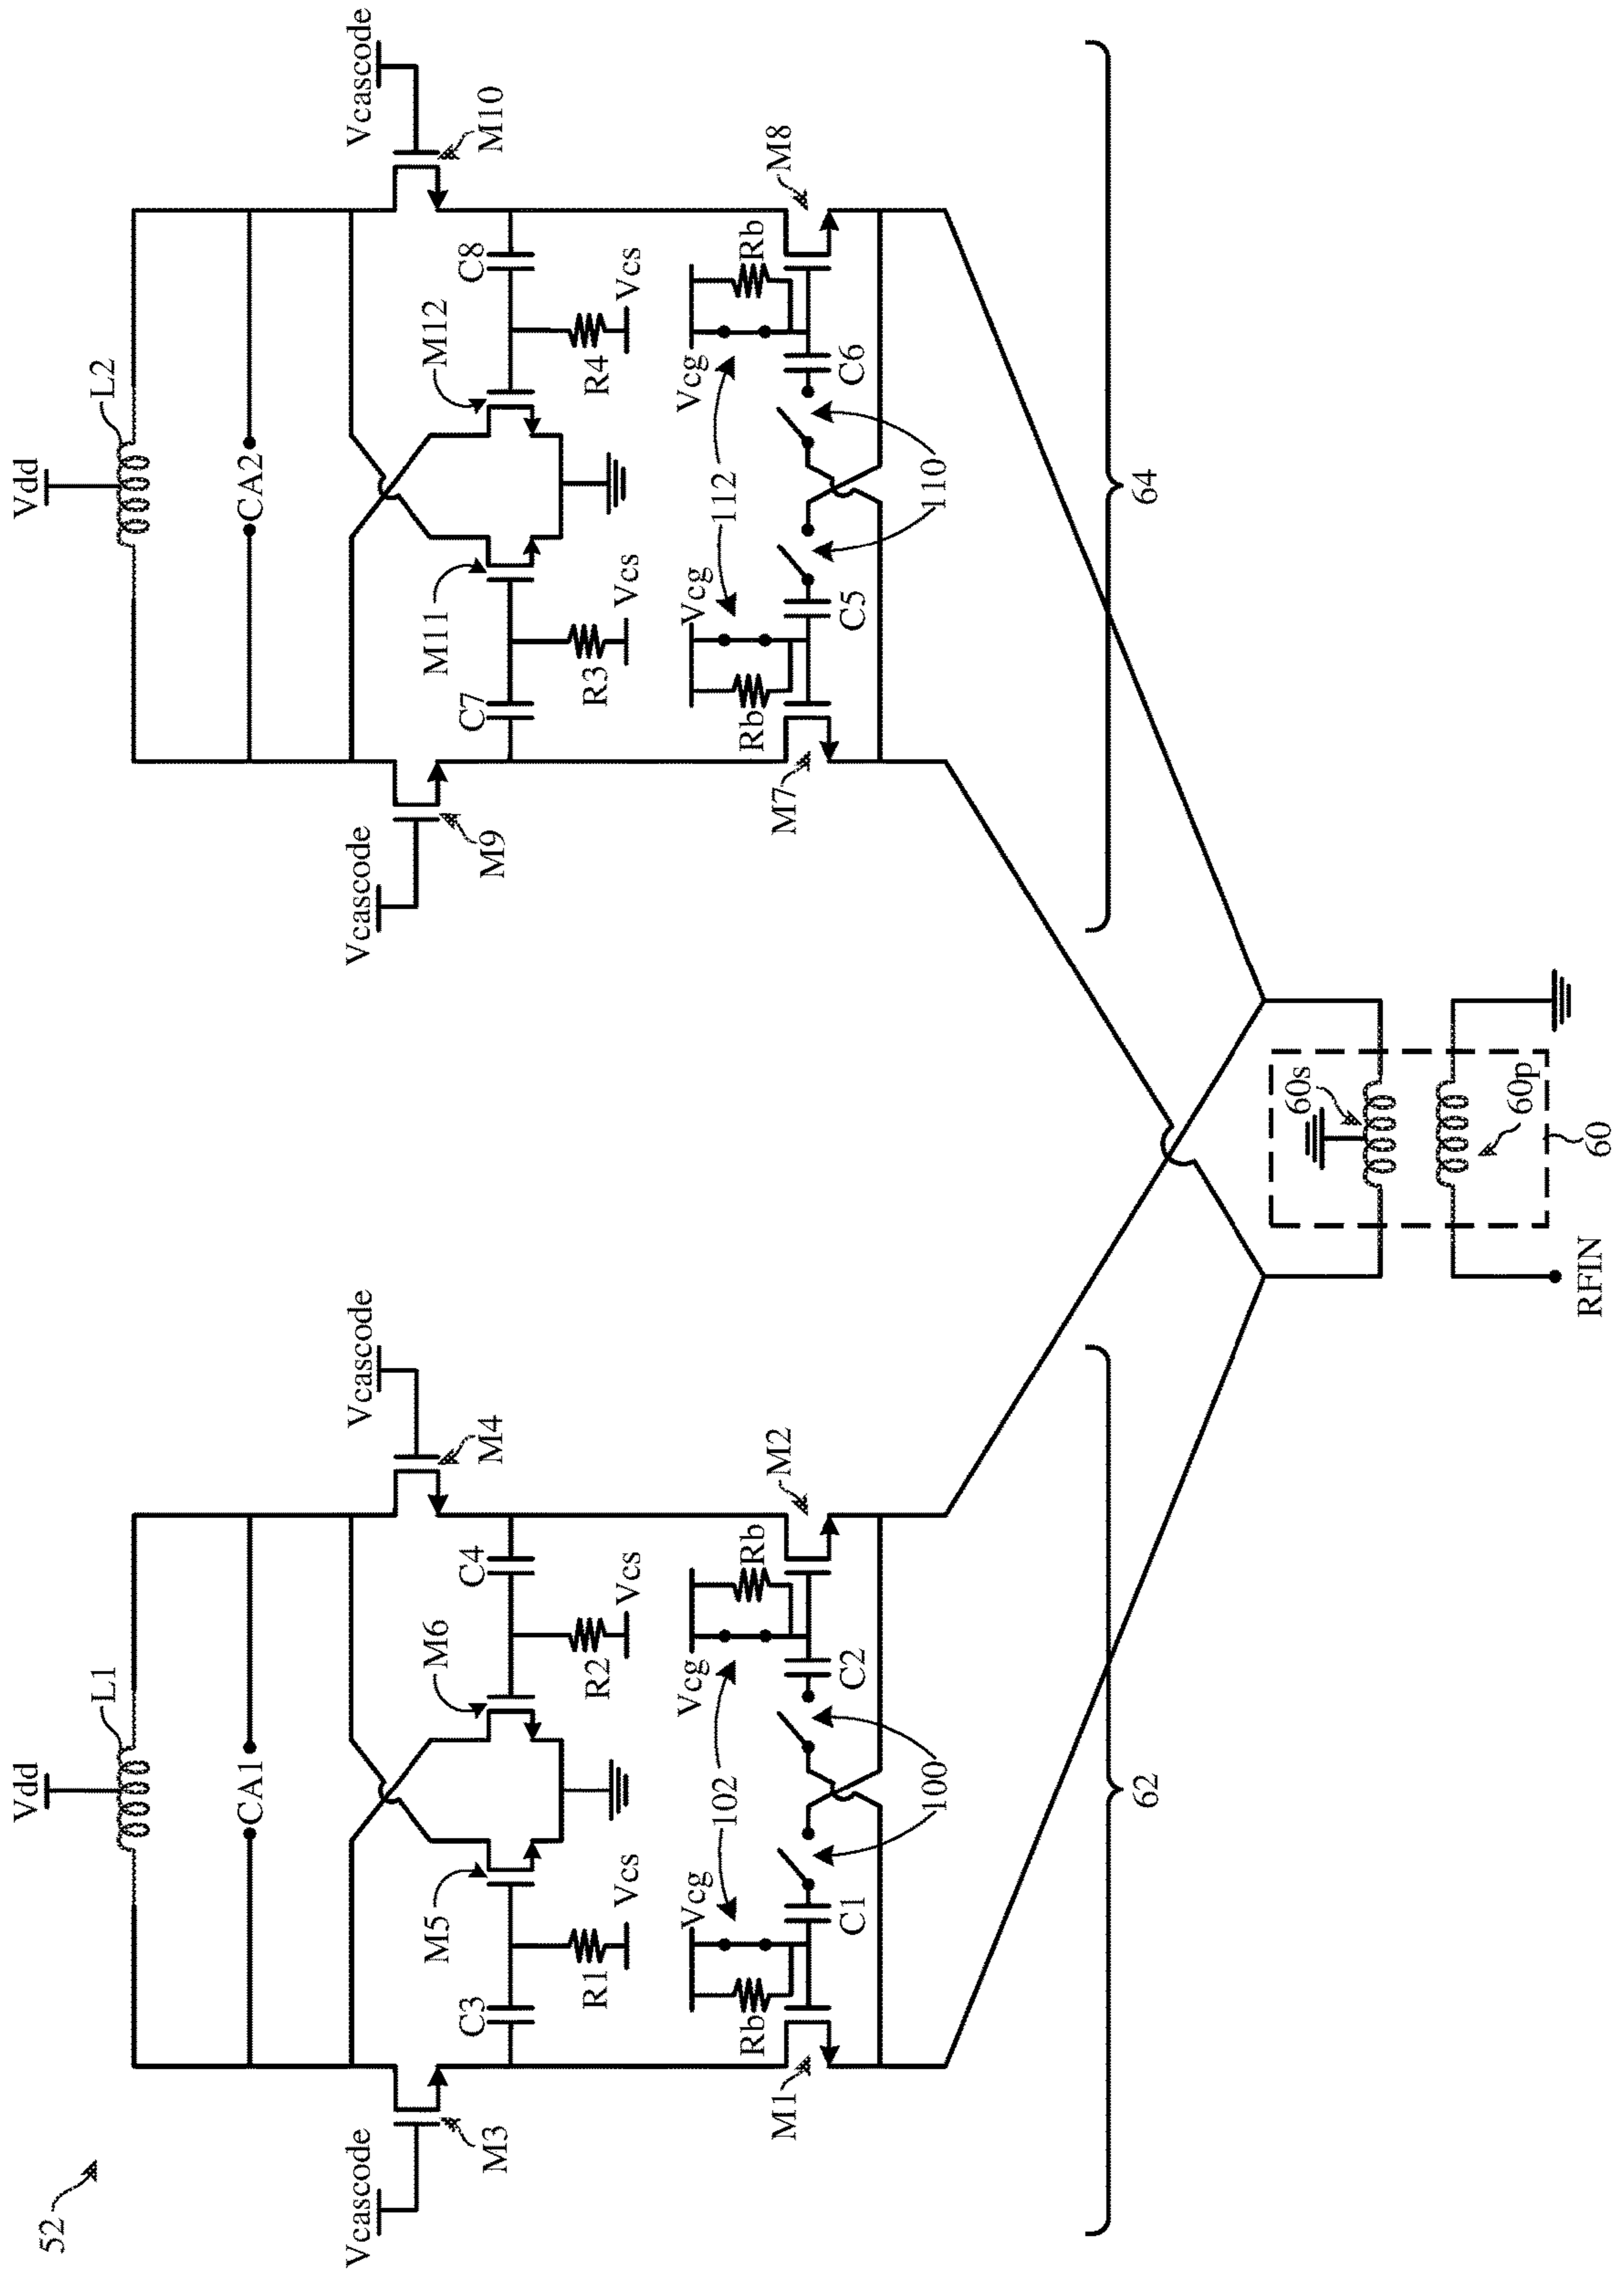 52
Vdd
Vdd
L1
L2
CA1
CA2
Vcascode
Vcascode
Vcascode
Vcascode
M3
M4
M9
M10
C3
M5
M6
C4
C7
M11
M12
C8
R1
Vcs
R2
Vcs
R3
Vcs
R4
Vcs
Vcg
Vcg
Vcg
Vcg
Rb
102
Rb
Rb
112
Rb
M1
M2
M7
M8
C1
C2
C5
C6
100
110
62
64
60s
60p
60
RFIN